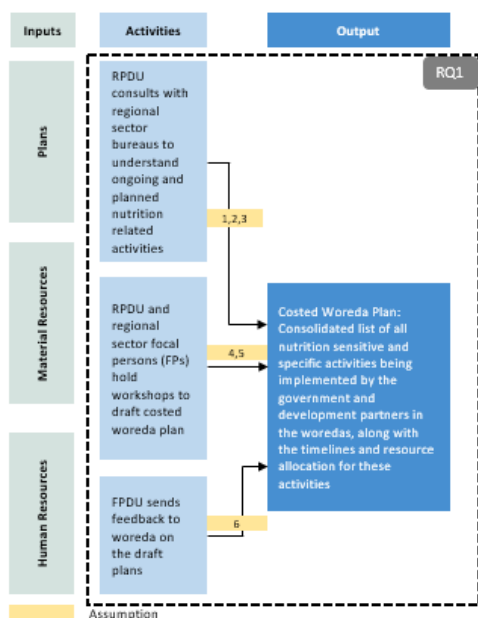 Inputs
Activities
Output
RQ1
Plans
RPDU
consults with
regional
sector
bureaus to
understand
ongoing and
planned
nutrition
related
activities
1,2,3
Material Resources
RPDU and
regional
sector focal
persons (FPs)
hold
workshops to
draft costed
woreda plan
4,5
Costed Woreda Plan:
Consolidated list of all
nutrition sensitive and
specific activities being
implemented by the
government and
development partners in
the woredas, along with
the timelines and resource
allocation for these
activities
Human Resources
FPDU sends
feedback to
woreda on
the draft
plans
6
Assumption